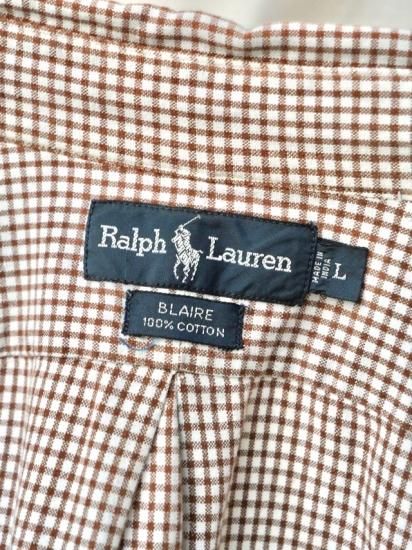 Ralph Lauren
MADE IN
INDIA
L
BLAIRE
100% COTTON